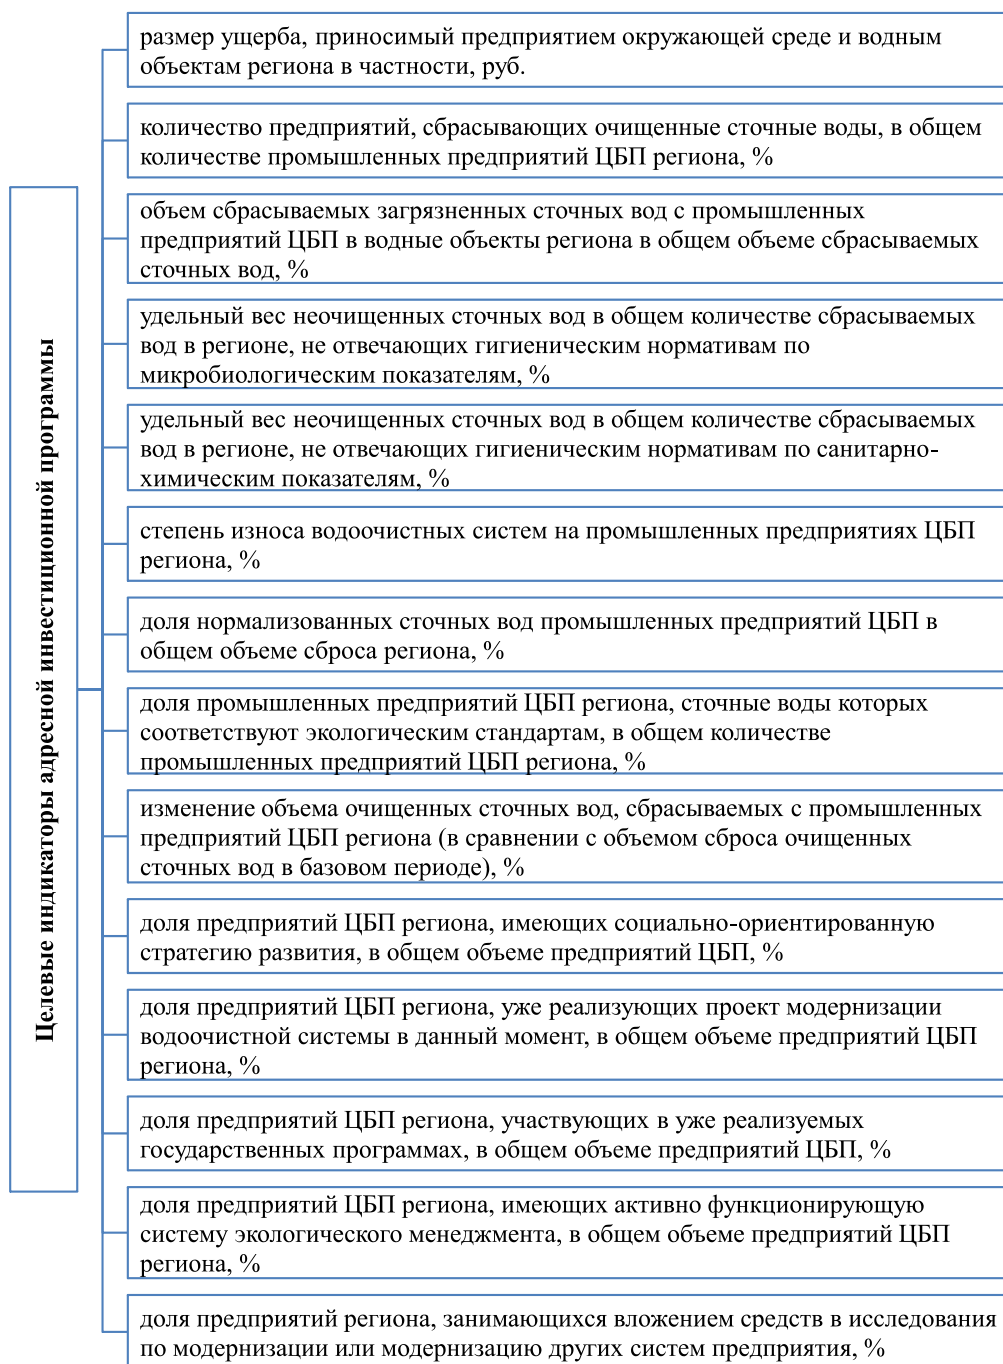 Целевые индикаторы адресной инвестиционной программы
размер ущерба, приносимый предприятием окружающей среде и водным
объектам региона в частности, руб.
количество предприятий, сбрасывающих очищенные сточные воды, в общем
количестве промышленных предприятий ЦБП региона, %
объем сбрасываемых загрязненных сточных вод с промышленных
предприятий ЦБП в водные объекты региона в общем объеме сбрасываемых
сточных вод, %
удельный вес неочищенных сточных вод в общем количестве сбрасываемых
вод в регионе, не отвечающих гигиеническим нормативам по
микробиологическим показателям, %
удельный вес неочищенных сточных вод в общем количестве сбрасываемых
вод в регионе, не отвечающих гигиеническим нормативам по санитарно-
химическим показателям, %
степень износа водоочистных систем на промышленных предприятиях ЦБП
региона, %
доля нормализованных сточных вод промышленных предприятий ЦБП в
общем объеме сброса региона, %
доля промышленных предприятий ЦБП региона, сточные воды которых
соответствуют экологическим стандартам, в общем количестве
промышленных предприятий ЦБП региона, %
изменение объема очищенных сточных вод, сбрасываемых с промышленных
предприятий ЦБП региона (в сравнении с объемом сброса очищенных
сточных вод в базовом периоде), %
доля предприятий ЦБП региона, имеющих социально-ориентированную
стратегию развития, в общем объеме предприятий ЦБП, %
доля предприятий ЦБП региона, уже реализующих проект модернизации
водоочистной системы в данный момент, в общем объеме предприятий ЦБП
региона, %
доля предприятий ЦБП региона, участвующих в уже реализуемых
государственных программах, в общем объеме предприятий ЦБП, %
доля предприятий ЦБП региона, имеющих активно функционирующую
систему экологического менеджмента, в общем объеме предприятий ЦБП
региона, %
доля предприятий региона, занимающихся вложением средств в исследования
по модернизации или модернизацию других систем предприятия, %